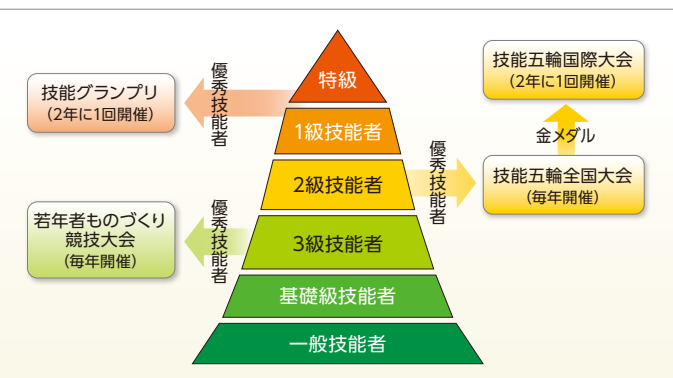 特級
1級技能者
2級技能者
3級技能者
基礎級技能者
一般技能者
優秀技能者
技能グランプリ
(2年に1回開催)
優秀技能者
若年者ものづくり
競技大会
(毎年開催)
優秀技能者
技能五輪全国大会
(毎年開催)
金メダル
技能五輪国際大会
(2年に1回開催)